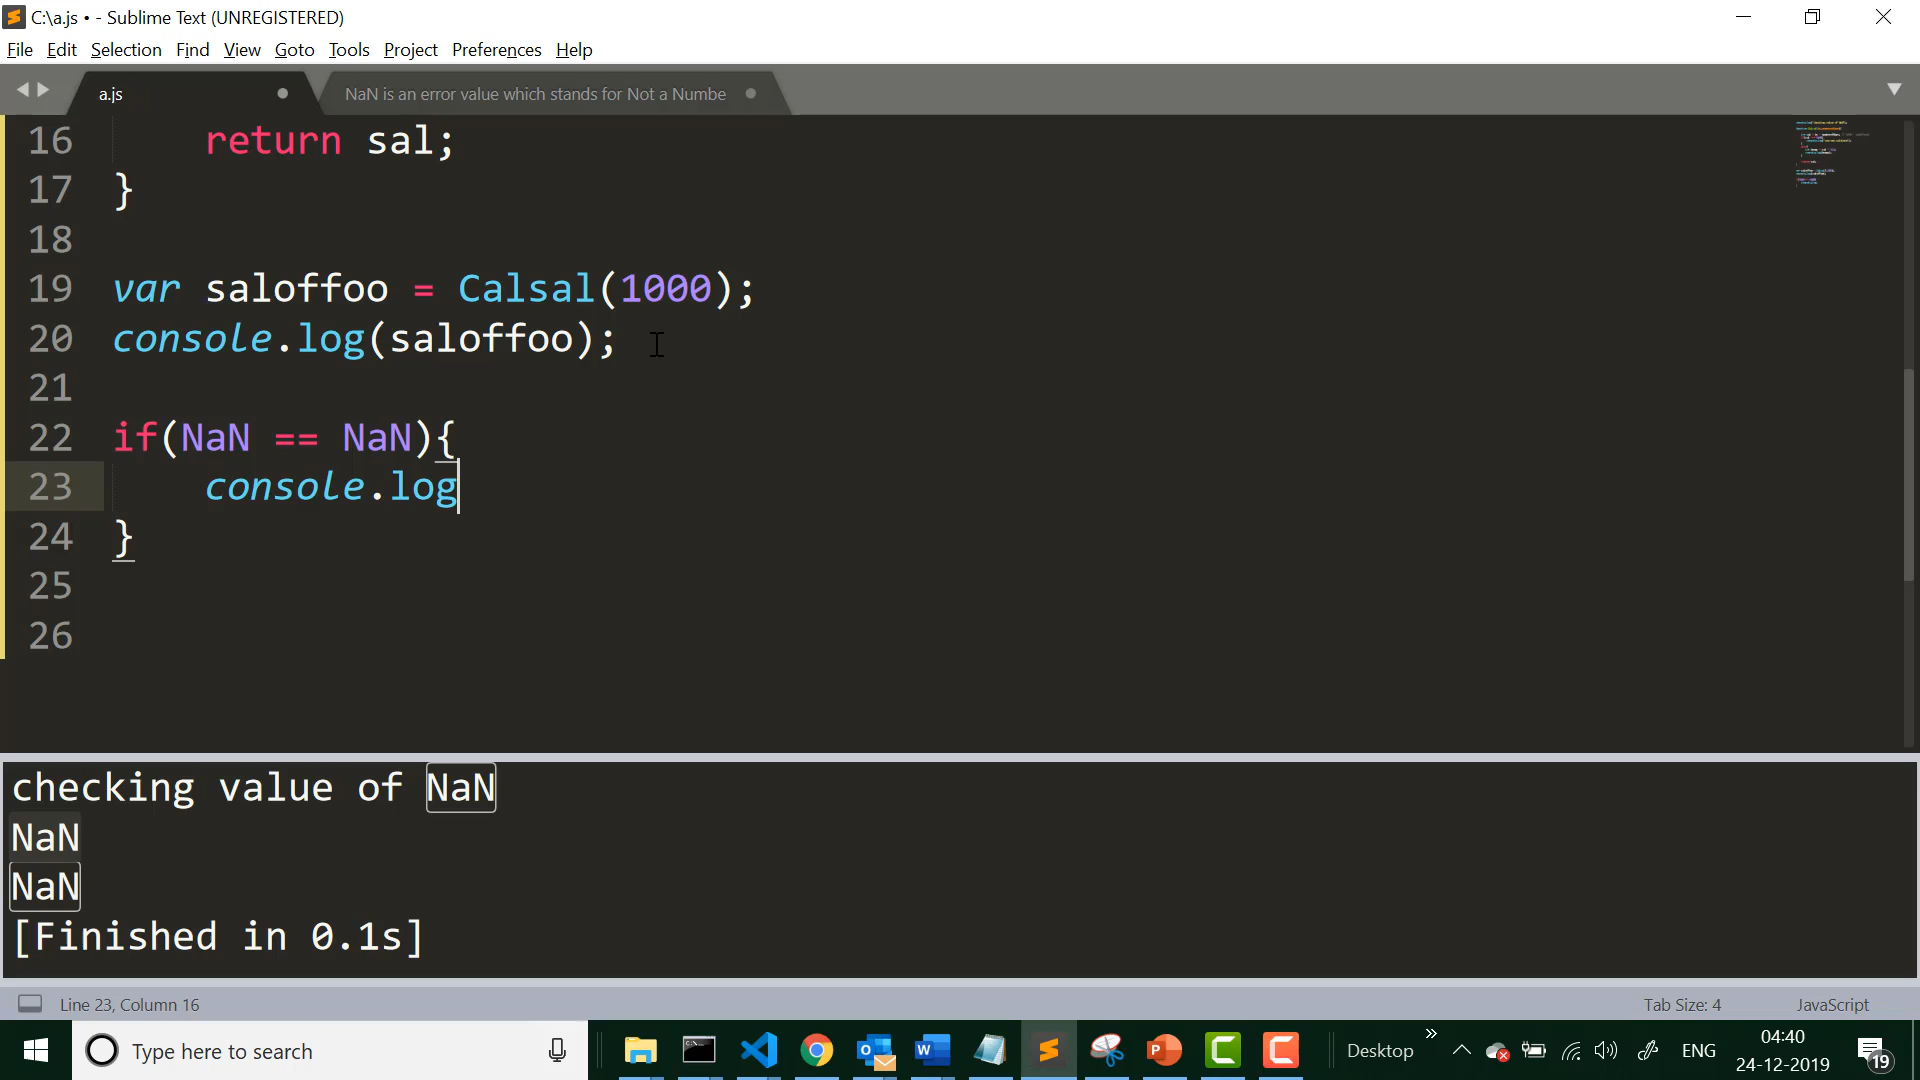 C:\a.js • - Sublime Text (UNREGISTERED)
File Edit Selection Find View Goto Tools Project Preferences Help
a.js NaN is an error value which stands for Not a Numbe
16 return sal;
17 }
18
19 var saloffoo = Calsal(1000);
20 console.log(saloffoo);
21
22 if(NaN == NaN){
23 console.log
24 }
25
26
checking value of NaN
NaN
NaN
[Finished in 0.1s]
Line 23, Column 16 Tab Size: 4 JavaScript
Type here to search Desktop ENG 04:40
24-12-2019 19